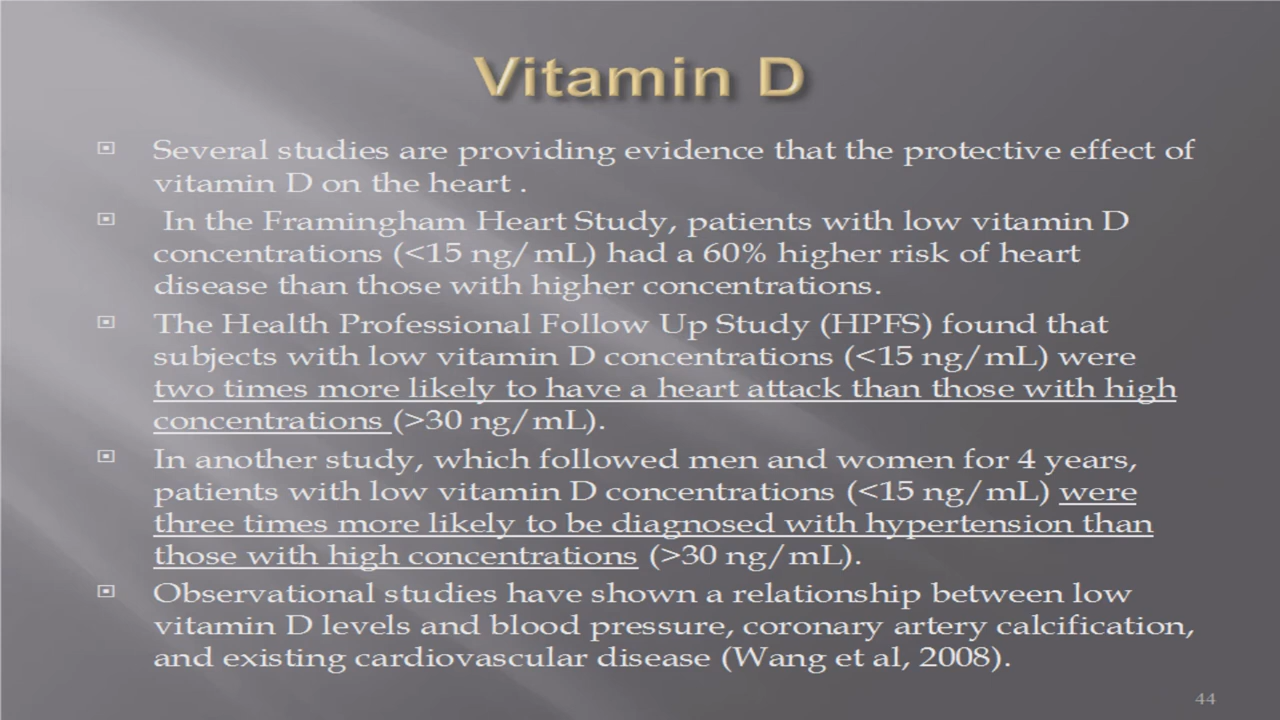 Vitamin D
Several studies are providing evidence that the protective effect of
vitamin D on the heart .
In the Framingham Heart Study, patients with low vitamin D
concentrations (<15 ng/mL) had a 60% higher risk of heart
disease than those with higher concentrations.
The Health Professional Follow Up Study (HPFS) found that
subjects with low vitamin D concentrations (<15 ng/mL) were
two times more likely to have a heart attack than those with high
concentrations (>30 ng/mL).
In another study, which followed men and women for 4 years,
patients with low vitamin D concentrations (<15 ng/mL) were
three times more likely to be diagnosed with hypertension than
those with high concentrations (>30 ng/mL).
Observational studies have shown a relationship between low
vitamin D levels and blood pressure, coronary artery calcification,
and existing cardiovascular disease (Wang et al, 2008).
44